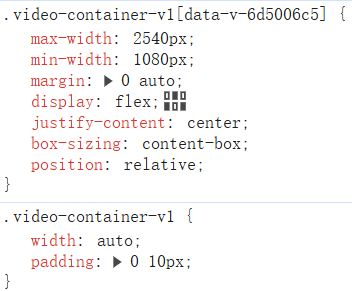 .video-container-v1[data-v-6d5006c5] {
max-width: 2540px;
min-width: 1080px;
margin: ▶ 0 auto;
display: flex;
justify-content: center;
box-sizing: content-box;
position: relative;
}
.video-container-v1 {
width: auto;
padding: ▶ 0 10px;
}